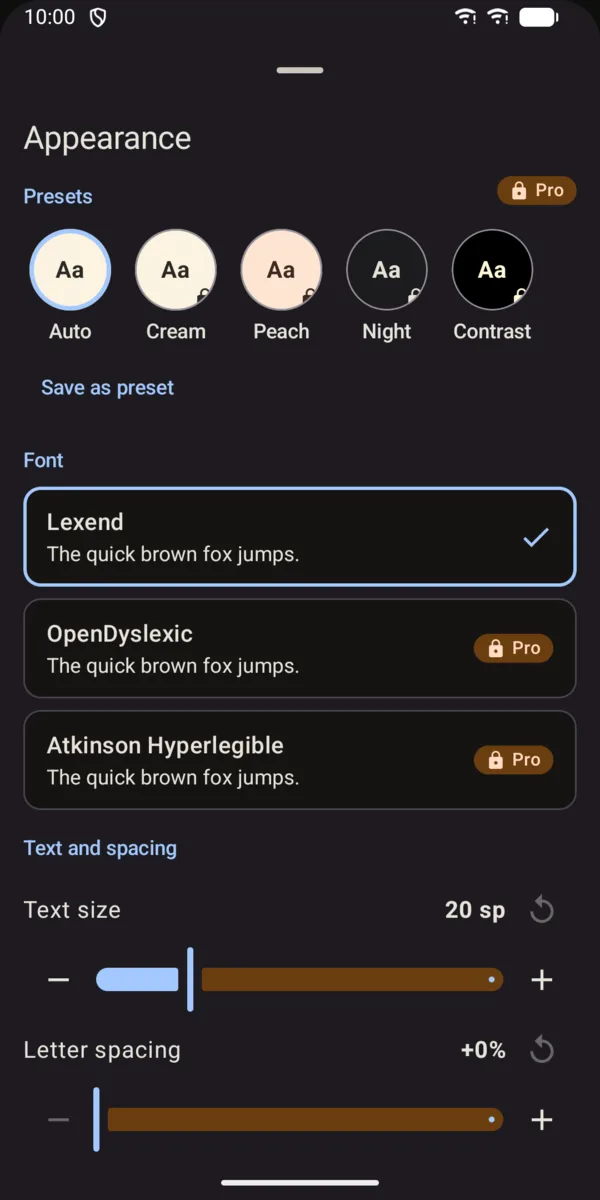 10:00
Appearance
Presets
Pro
Aa
Aa
Aa
Aa
Aa
Auto
Cream
Peach
Night
Contrast
Save as preset
Font
Lexend
The quick brown fox jumps.
OpenDyslexic
The quick brown fox jumps.
Pro
Atkinson Hyperlegible
The quick brown fox jumps.
Pro
Text and spacing
Text size
20 sp
Letter spacing
+0%